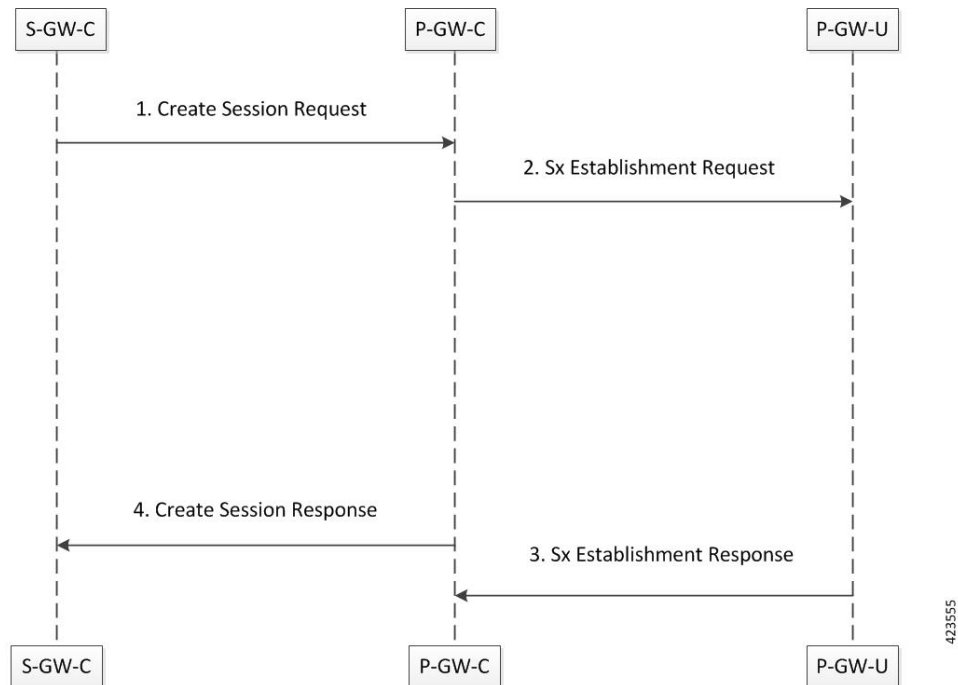 S-GW-C
P-GW-C
P-GW-U
1. Create Session Request
2. Sx Establishment Request
4. Create Session Response
3. Sx Establishment Response
423555
S-GW-C
P-GW-C
P-GW-U